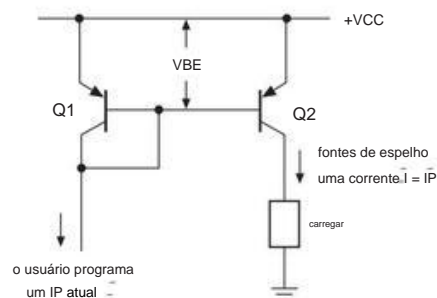 +VCC
VBE
Q1
Q2
fontes de espelho
uma corrente I = IP
carregar
o usuário programa
um IP atual